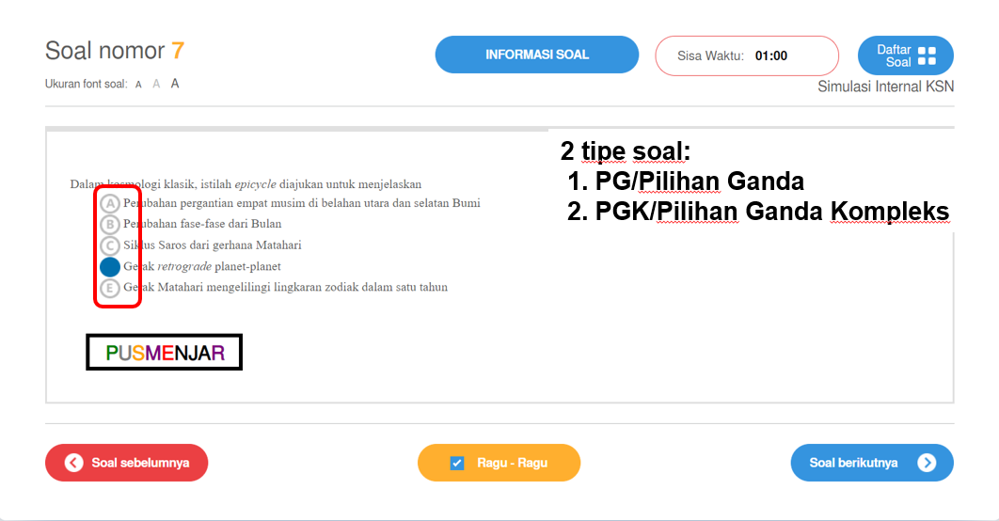 Soal nomor 7
INFORMASI SOAL
Sisa Waktu: 01:00
Daftar
Soal
Ukuran font soal: A A A
Simulasi Internal KSN
2 tipe soal:
1. PG/Pilihan Ganda
2. PGK/Pilihan Ganda Kompleks
Dalam kosmologi klasik, istilah epicycle diajukan untuk menjelaskan
A Perubahan pergantian empat musim di belahan utara dan selatan Bumi
B Perubahan fase-fase dari Bulan
C Siklus Saros dari gerhana Matahari
Gerak retrograde planet-planet
E Gerak Matahari mengelilingi lingkaran zodiak dalam satu tahun
PUSMENJAR
Soal sebelumnya
Ragu - Ragu
Soal berikutnya